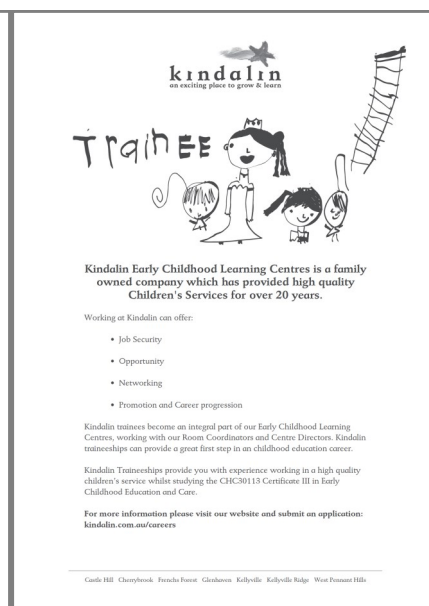 kindalin
an exciting place to grow & learn
TraineE
Kindalin Early Childhood Learning Centres is a family
owned company which has provided high quality
Children's Services for over 20 years.
Working at Kindalin can offer:
• Job Security
• Opportunity
• Networking
• Promotion and Career progression
Kindalin trainees become an integral part of our Early Childhood Learning
Centres, working with our Room Coordinators and Centre Directors. Kindalin
traineeships can provide a great first step in an childhood education career.
Kindalin Traineeships provide you with experience working in a high quality
children's service whilst studying the CHC30113 Certificate III in Early
Childhood Education and Care.
For more information please visit our website and submit an application:
kindalin.com.au/careers
Castle Hill Cherrybrook Frenchs Forest Glenhaven Kellyville Kellyville Ridge West Pennant Hills